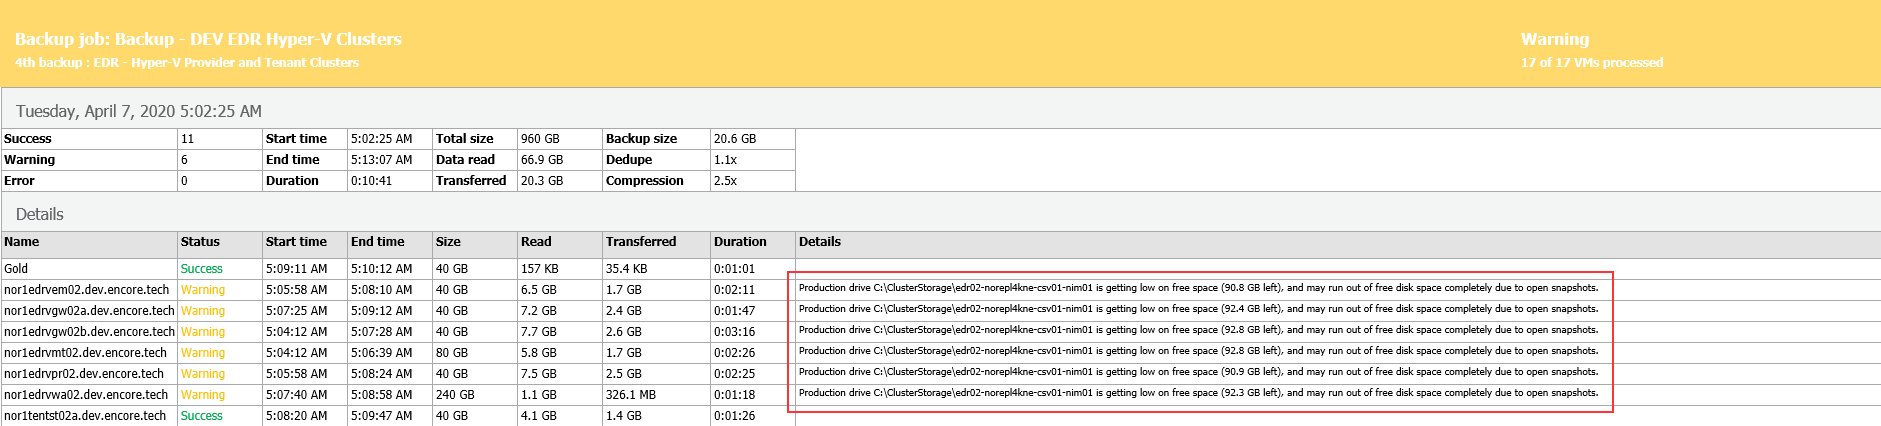 Backup job: Backup - DEV EDR Hyper-V Clusters Warning
4th backup : EDR - Hyper-V Provider and Tenant Clusters 17 of 17 VMs processed
Tuesday, April 7, 2020 5:02:25 AM
Success 11 Start time 5:02:25 AM Total size 960 GB Backup size 20.6 GB
Warning 6 End time 5:13:07 AM Data read 66.9 GB Dedupe 1.1x
Error 0 Duration 0:10:41 Transferred 20.3 GB Compression 2.5x
Details
Name Status Start time End time Size Read Transferred Duration Details
Gold Success 5:09:11 AM 5:10:12 AM 40 GB 157 KB 35.4 KB 0:01:01
nor1edrvem02.dev.encore.tech Warning 5:05:58 AM 5:08:10 AM 40 GB 6.5 GB 1.7 GB 0:02:11 Production drive C:\ClusterStorage\edr02-norepl4kne-csv01-nim01 is getting low on free space (90.8 GB left), and may run out of free disk space completely due to open snapshots.
nor1edrvgw02a.dev.encore.tech Warning 5:07:25 AM 5:09:12 AM 40 GB 7.2 GB 2.4 GB 0:01:47 Production drive C:\ClusterStorage\edr02-norepl4kne-csv01-nim01 is getting low on free space (92.4 GB left), and may run out of free disk space completely due to open snapshots.
nor1edrvgw02b.dev.encore.tech Warning 5:04:12 AM 5:07:28 AM 40 GB 7.7 GB 2.6 GB 0:03:16 Production drive C:\ClusterStorage\edr02-norepl4kne-csv01-nim01 is getting low on free space (92.8 GB left), and may run out of free disk space completely due to open snapshots.
nor1edrvmt02.dev.encore.tech Warning 5:04:12 AM 5:06:39 AM 80 GB 5.8 GB 1.7 GB 0:02:26 Production drive C:\ClusterStorage\edr02-norepl4kne-csv01-nim01 is getting low on free space (92.8 GB left), and may run out of free disk space completely due to open snapshots.
nor1edrvpr02.dev.encore.tech Warning 5:05:58 AM 5:08:24 AM 40 GB 7.5 GB 2.5 GB 0:02:25 Production drive C:\ClusterStorage\edr02-norepl4kne-csv01-nim01 is getting low on free space (90.9 GB left), and may run out of free disk space completely due to open snapshots.
nor1edrvwa02.dev.encore.tech Warning 5:07:40 AM 5:08:58 AM 240 GB 1.1 GB 326.1 MB 0:01:18 Production drive C:\ClusterStorage\edr02-norepl4kne-csv01-nim01 is getting low on free space (92.3 GB left), and may run out of free disk space completely due to open snapshots.
nor1tentst02a.dev.encore.tech Success 5:08:20 AM 5:09:47 AM 40 GB 4.1 GB 1.4 GB 0:01:26